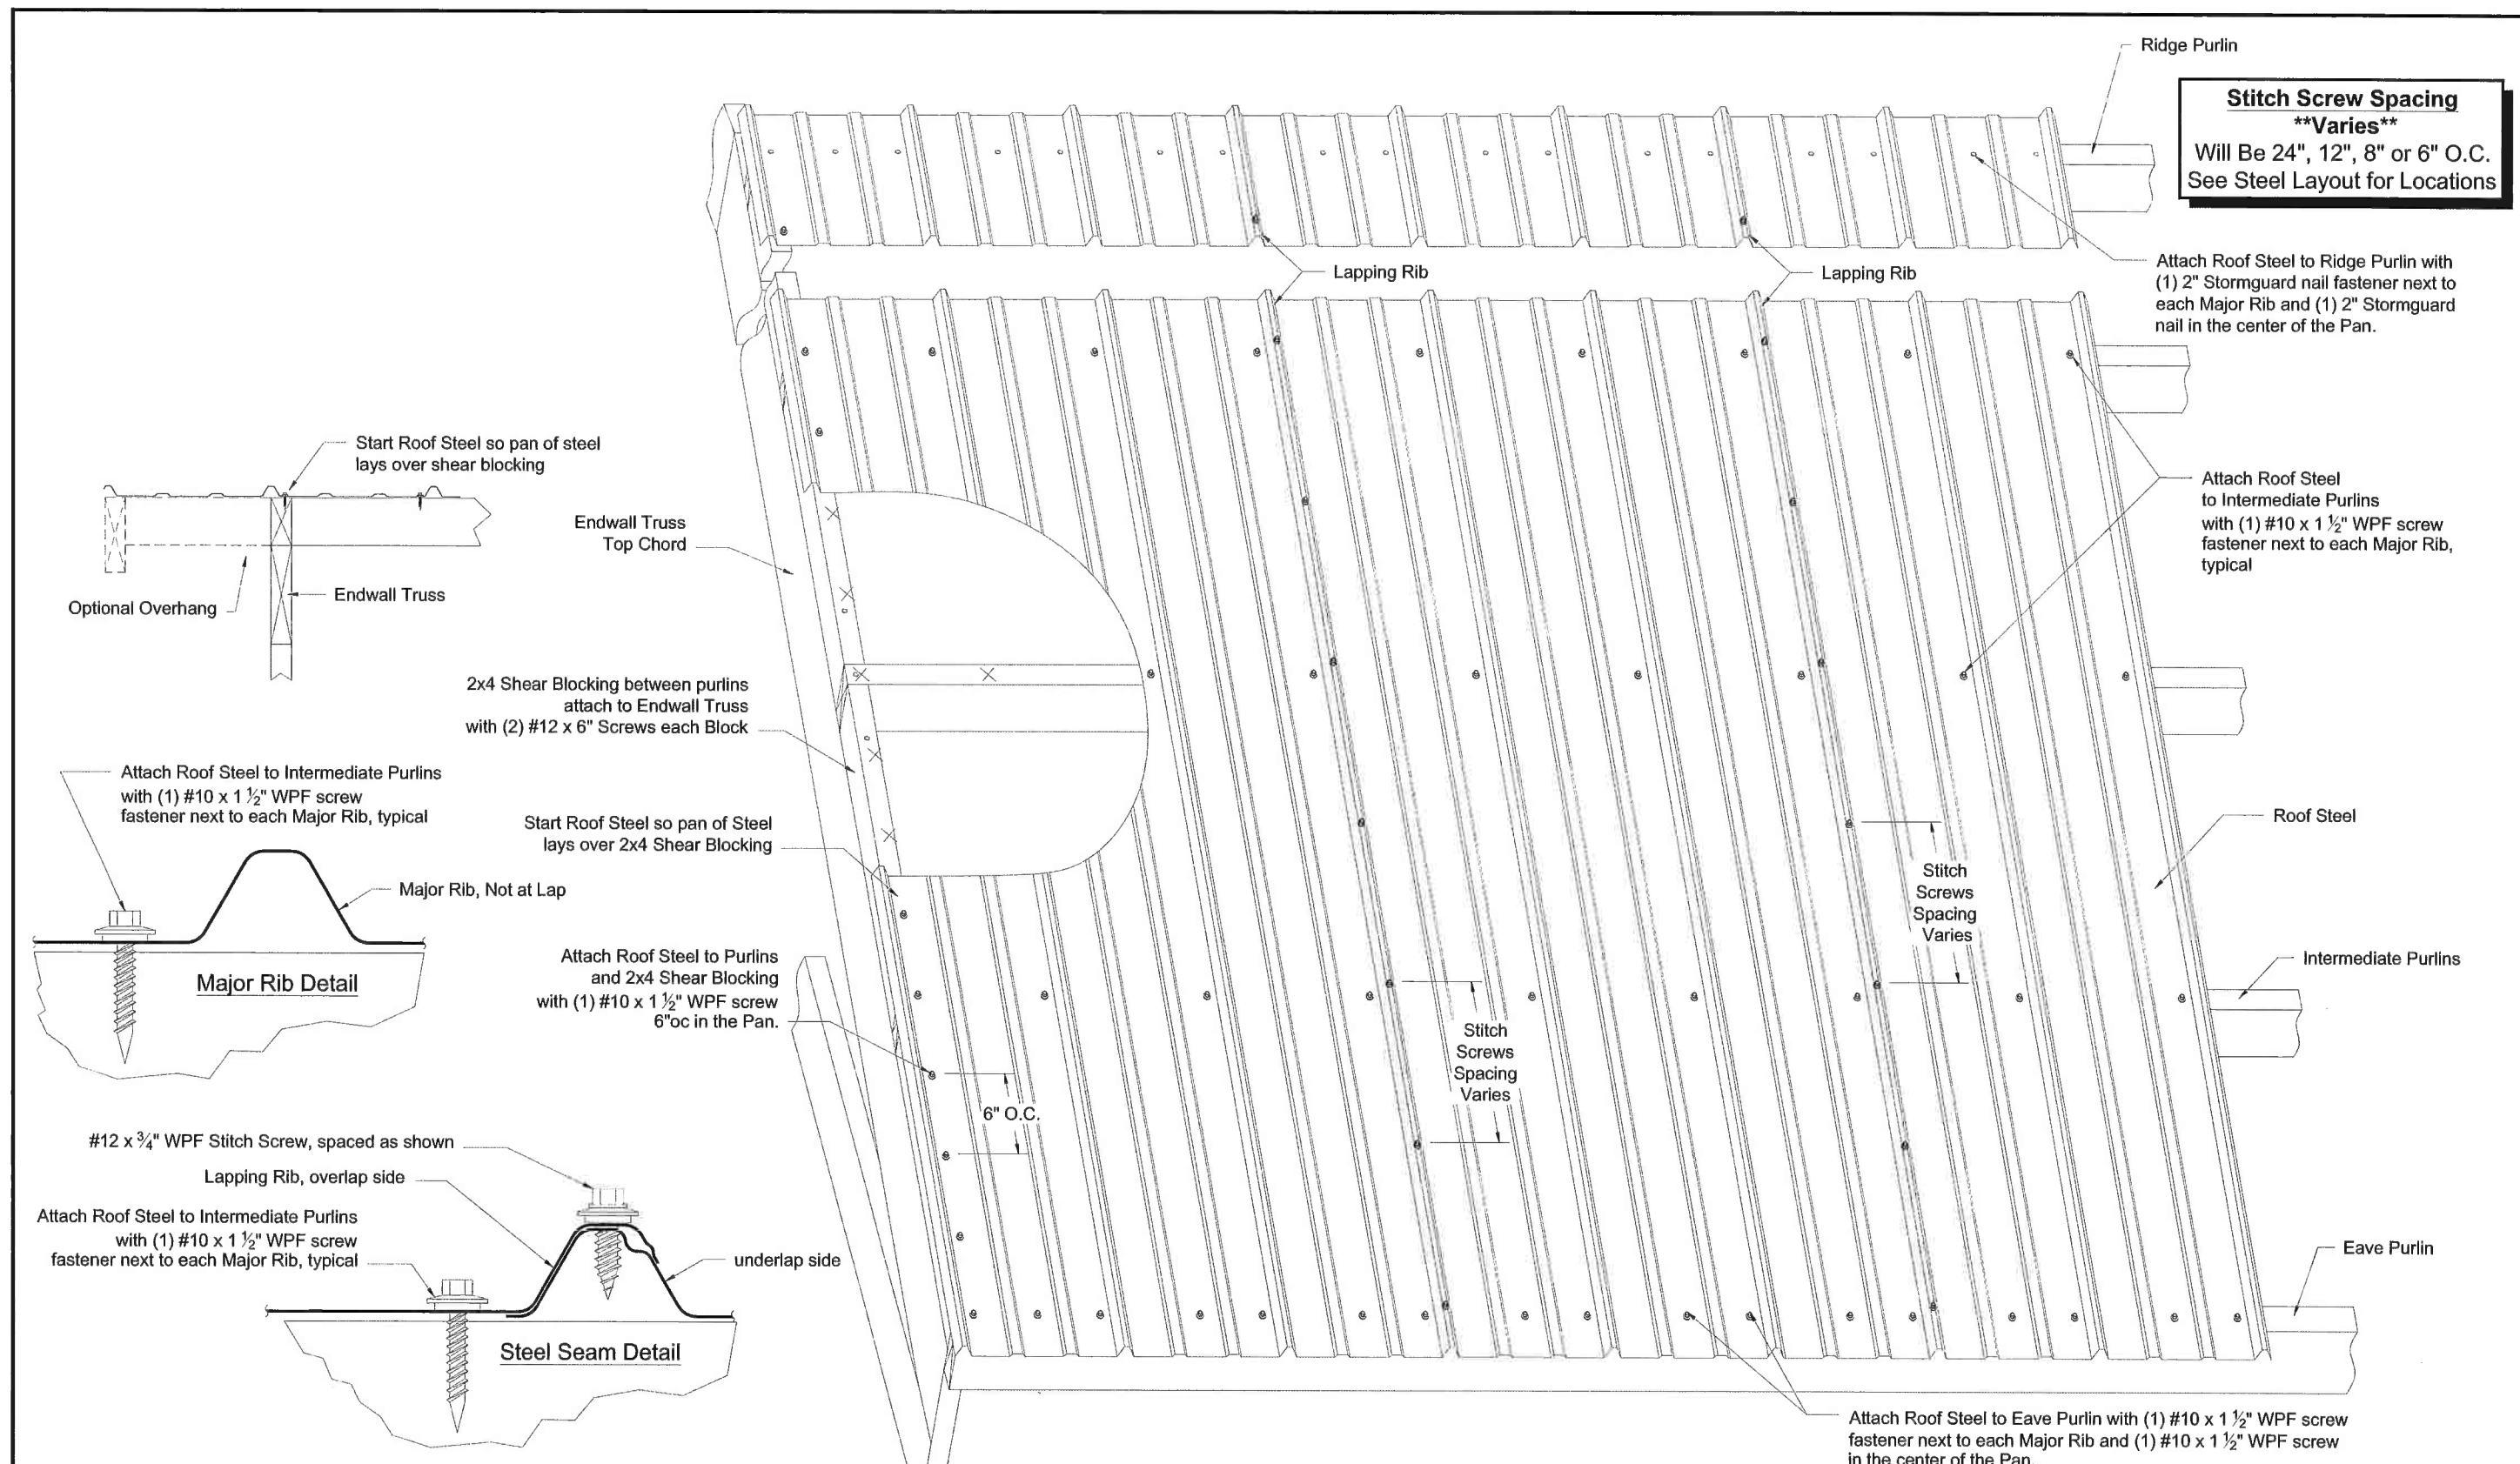 Ridge Purlin
Stitch Screw Spacing
**Varies**
Will Be 24", 12", 8" or 6" O.C.
See Steel Layout for Locations
Lapping Rib
Lapping Rib
Attach Roof Steel to Ridge Purlin with
(1) 2" Stormguard nail fastener next to
each Major Rib and (1) 2" Stormguard
nail in the center of the Pan.
Start Roof Steel so pan of steel
lays over shear blocking
Endwall Truss
Top Chord
Attach Roof Steel
to Intermediate Purlins
with (1) #10 x 1 ½" WPF screw
fastener next to each Major Rib,
typical
Optional Overhang
Endwall Truss
2x4 Shear Blocking between purlins
attach to Endwall Truss
with (2) #12 x 6" Screws each Block
Attach Roof Steel to Intermediate Purlins
with (1) #10 x 1 ½" WPF screw
fastener next to each Major Rib, typical
Start Roof Steel so pan of Steel
lays over 2x4 Shear Blocking
Roof Steel
Major Rib, Not at Lap
Stitch
Screws
Spacing
Varies
Major Rib Detail
Attach Roof Steel to Purlins
and 2x4 Shear Blocking
with (1) #10 x 1 ½" WPF screw
6"oc in the Pan.
Intermediate Purlins
Stitch
Screws
Spacing
Varies
6" O.C.
#12 x ¾" WPF Stitch Screw, spaced as shown
Lapping Rib, overlap side
Attach Roof Steel to Intermediate Purlins
with (1) #10 x 1 ½" WPF screw
fastener next to each Major Rib, typical
underlap side
Eave Purlin
Steel Seam Detail
Attach Roof Steel to Eave Purlin with (1) #10 x 1 ½" WPF screw
fastener next to each Major Rib and (1) #10 x 1 ½" WPF screw
in the center of the Pan.